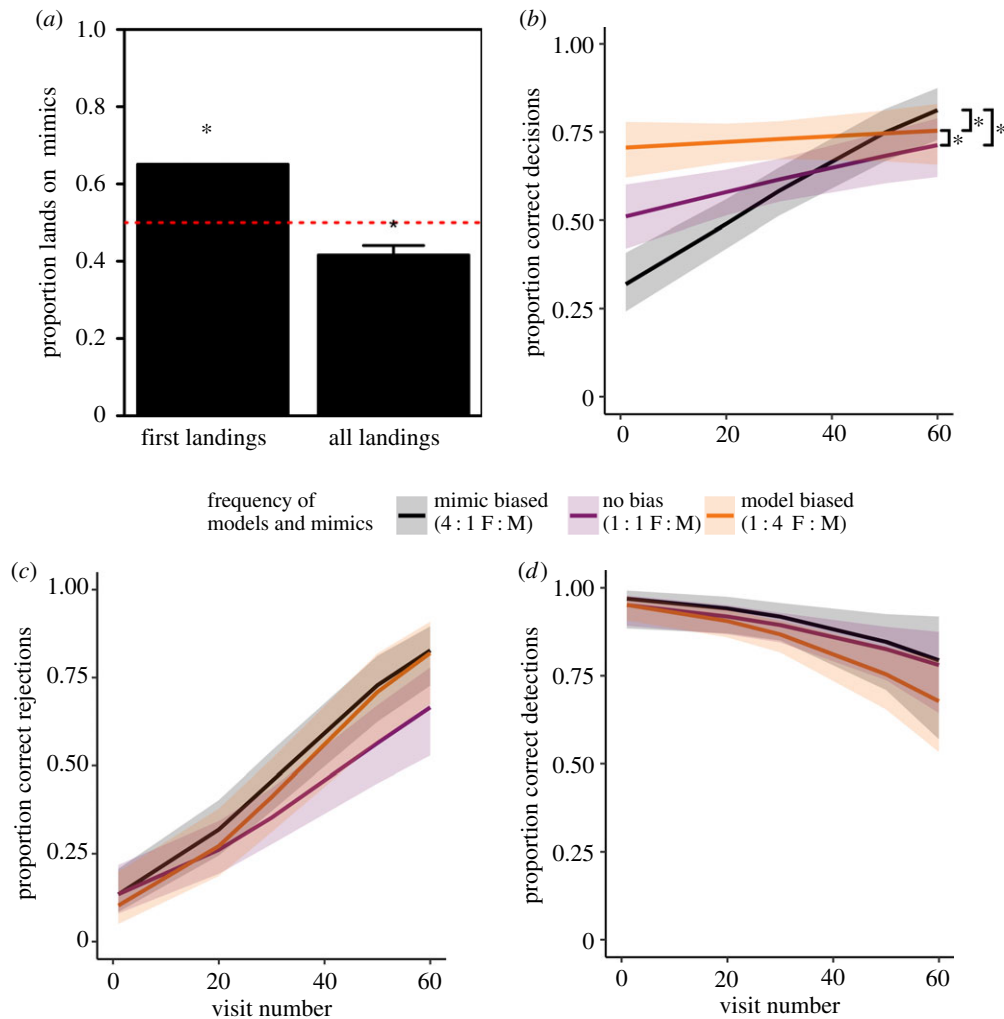 (a)
1.0
0.8
0.6
0.4
0.2
0
proportion lands on mimics
*
*
first landings
all landings
(b)
1.00
0.75
0.50
0.25
0
proportion correct decisions
*
*
*
0
20
40
60
frequency of
models and mimics
mimic biased
(4 : 1 F : M)
no bias
(1 : 1 F : M)
model biased
(1 : 4 F : M)
(c)
1.00
0.75
0.50
0.25
0
proportion correct rejections
0
20
40
60
visit number
(d)
1.00
0.75
0.50
0.25
0
proportion correct detections
0
20
40
60
visit number